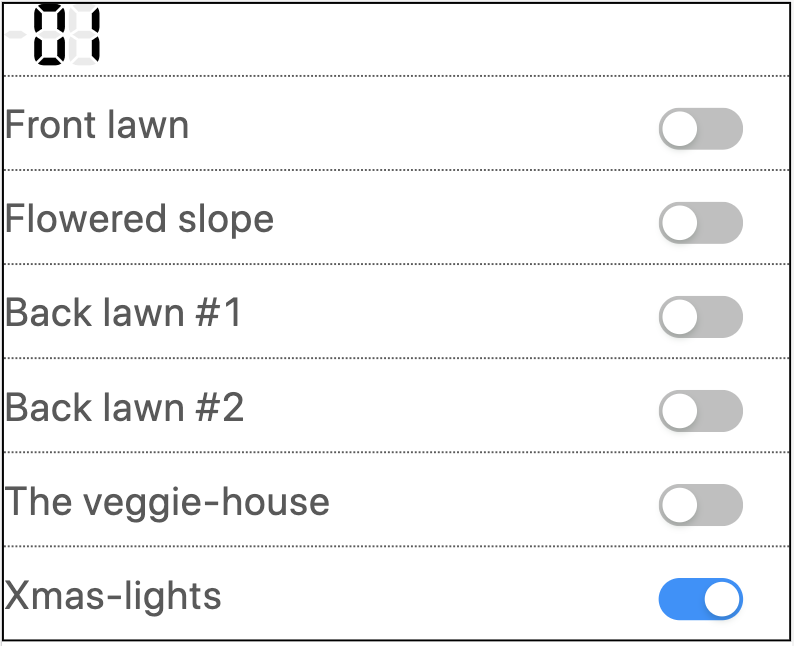 01
Front lawn
Flowered slope
Back lawn #1
Back lawn #2
The veggie-house
Xmas-lights